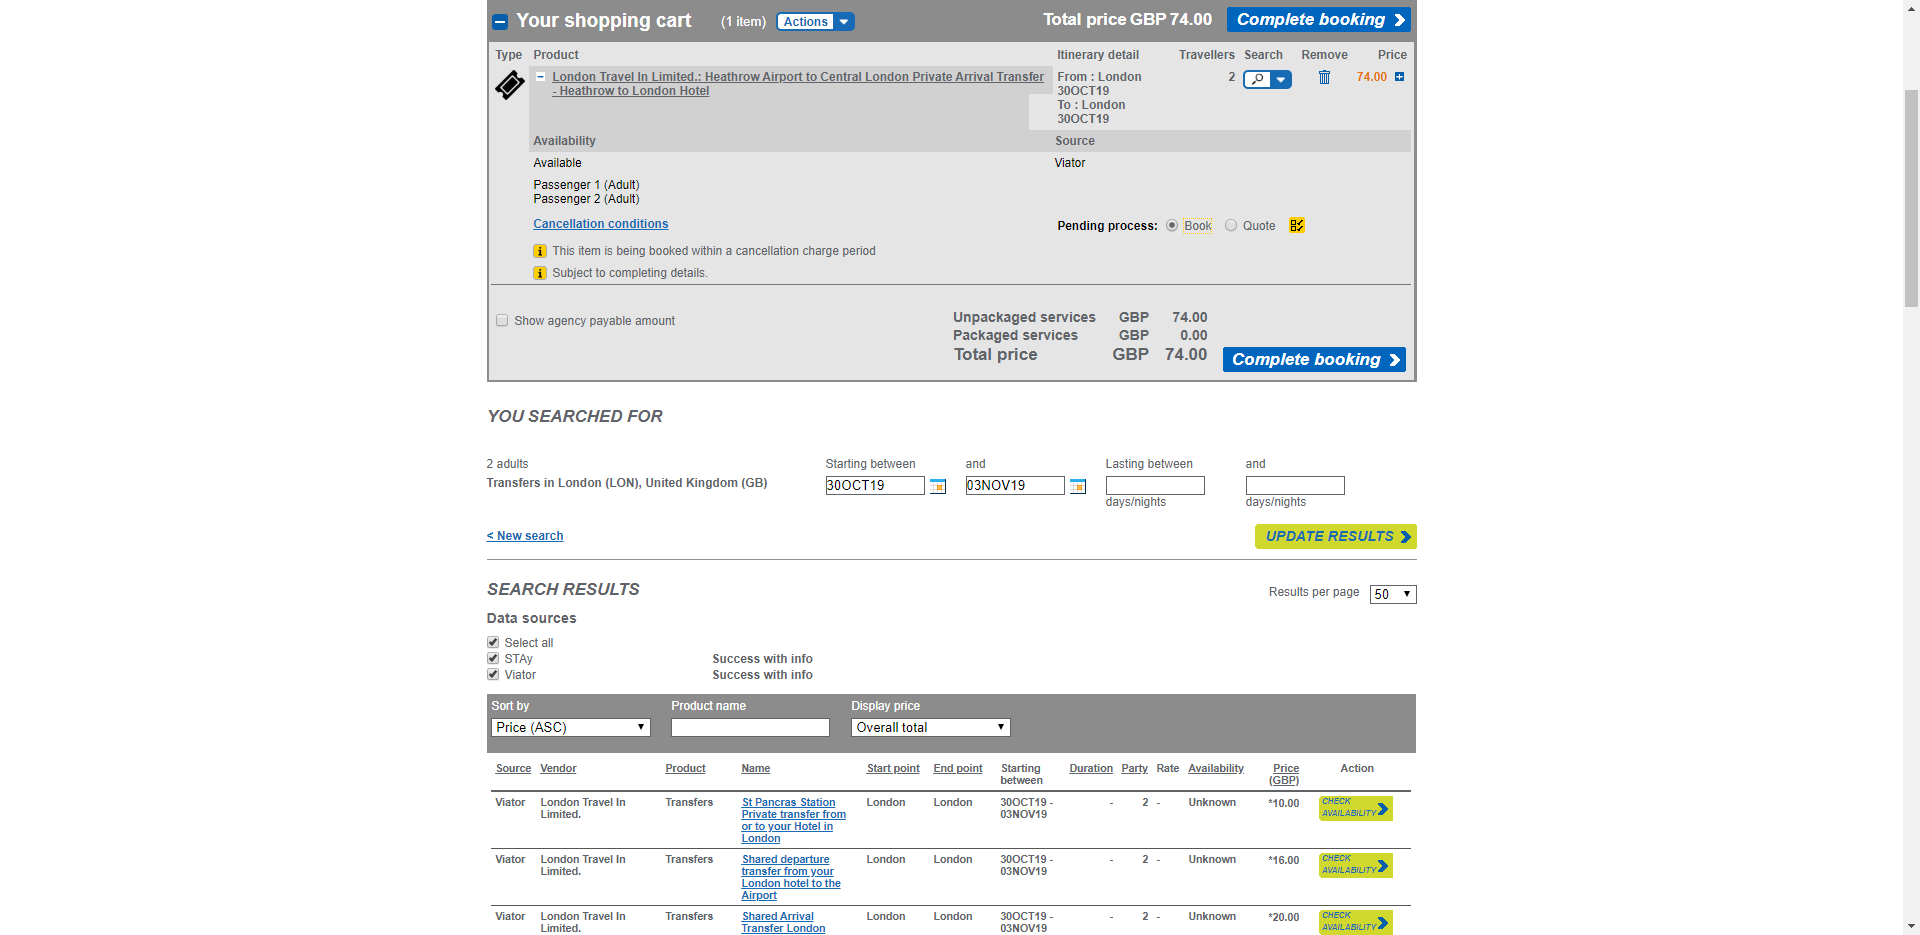 Your shopping cart (1 item) Actions Total price GBP 74.00 Complete booking
Type Product Itinerary detail Travellers Search Remove Price
London Travel In Limited.: Heathrow Airport to Central London Private Arrival Transfer From : London 2 74.00
- Heathrow to London Hotel 30OCT19
To : London
30OCT19
Availability Source
Available Viator
Passenger 1 (Adult)
Passenger 2 (Adult)
Cancellation conditions Pending process: Book Quote
This item is being booked within a cancellation charge period
Subject to completing details.
Show agency payable amount
Unpackaged services GBP 74.00
Packaged services GBP 0.00
Total price GBP 74.00 Complete booking
YOU SEARCHED FOR
2 adults Starting between and Lasting between and
Transfers in London (LON), United Kingdom (GB) 30OCT19 03NOV19
days/nights days/nights
< New search UPDATE RESULTS
SEARCH RESULTS Results per page 50
Data sources
Select all
STAy Success with info
Viator Success with info
Sort by Product name Display price
Price (ASC) Overall total
Source Vendor Product Name Start point End point Starting Duration Party Rate Availability Price Action
between (GBP)
Viator London Travel In Transfers St Pancras Station London London 30OCT19 - - 2 - Unknown *10.00 CHECK
Limited. Private transfer from 03NOV19 AVAILABILITY
or to your Hotel in
London
Viator London Travel In Transfers Shared departure London London 30OCT19 - - 2 - Unknown *16.00 CHECK
Limited. transfer from your 03NOV19 AVAILABILITY
London hotel to the
Airport
Viator London Travel In Transfers Shared Arrival London London 30OCT19 - - 2 - Unknown *20.00 CHECK
Limited. Transfer London 03NOV19 AVAILABILITY